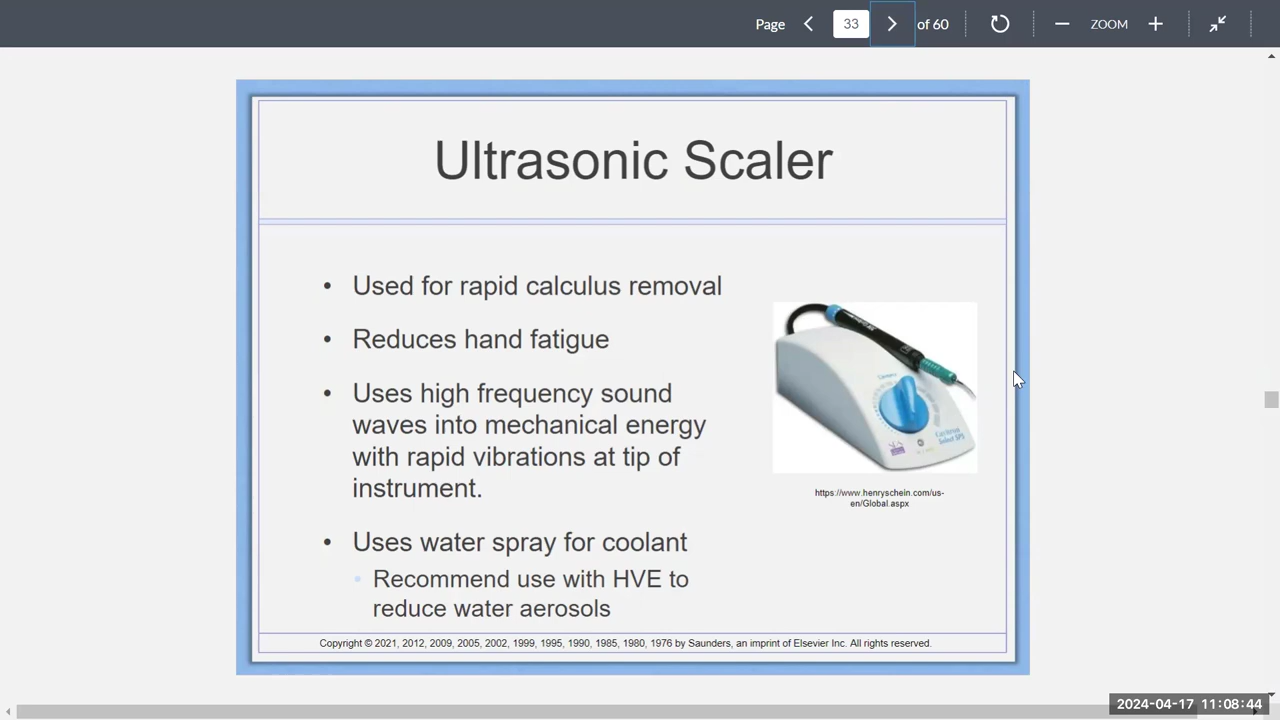 Page 33 of 60 ZOOM
Ultrasonic Scaler
• Used for rapid calculus removal
• Reduces hand fatigue
• Uses high frequency sound
waves into mechanical energy
with rapid vibrations at tip of
instrument.
• Uses water spray for coolant
▪ Recommend use with HVE to
reduce water aerosols
Cavitron
Select SPS
https://www.henryschein.com/us-
en/Global.aspx
Copyright © 2021, 2012, 2009, 2005, 2002, 1999, 1995, 1990, 1985, 1980, 1976 by Saunders, an imprint of Elsevier Inc. All rights reserved.
2024-04-17 11:08:44